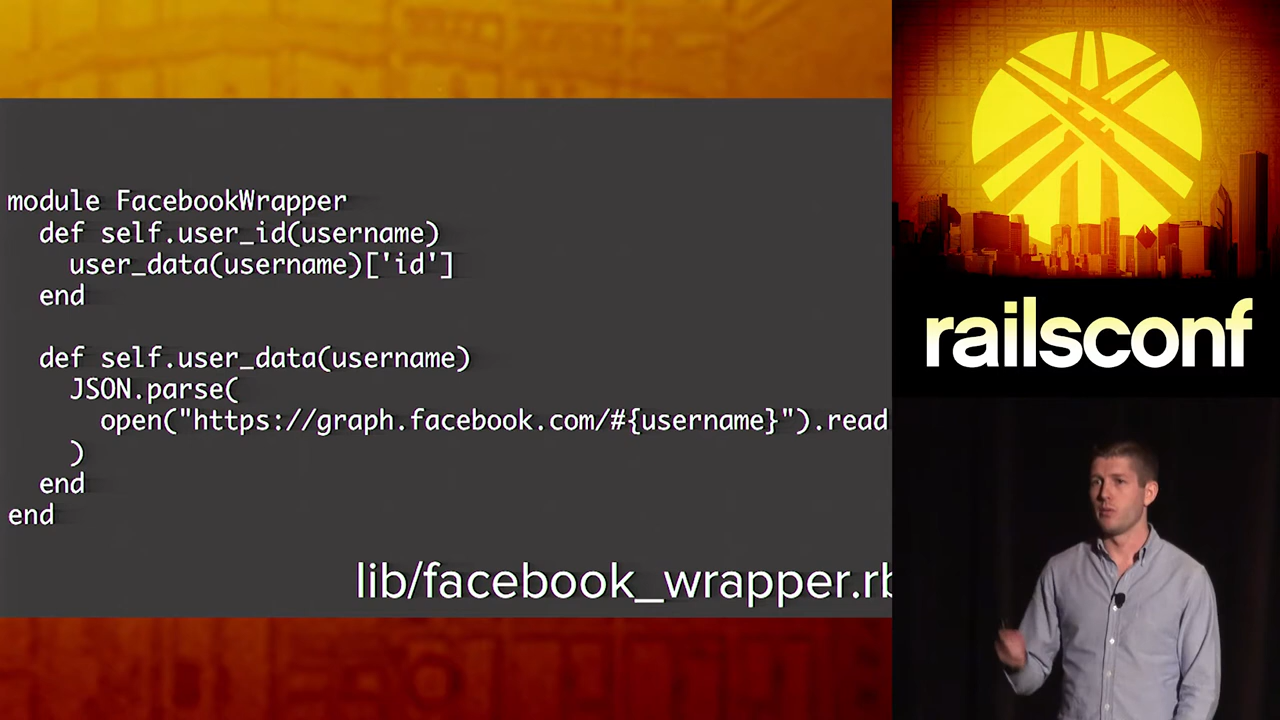 module FacebookWrapper
  def self.user_id(username)
    user_data(username)['id']
  end

  def self.user_data(username)
    JSON.parse(
      open("https://graph.facebook.com/#{username}").read
    )
  end
end
lib/facebook_wrapper.rb
railsconf